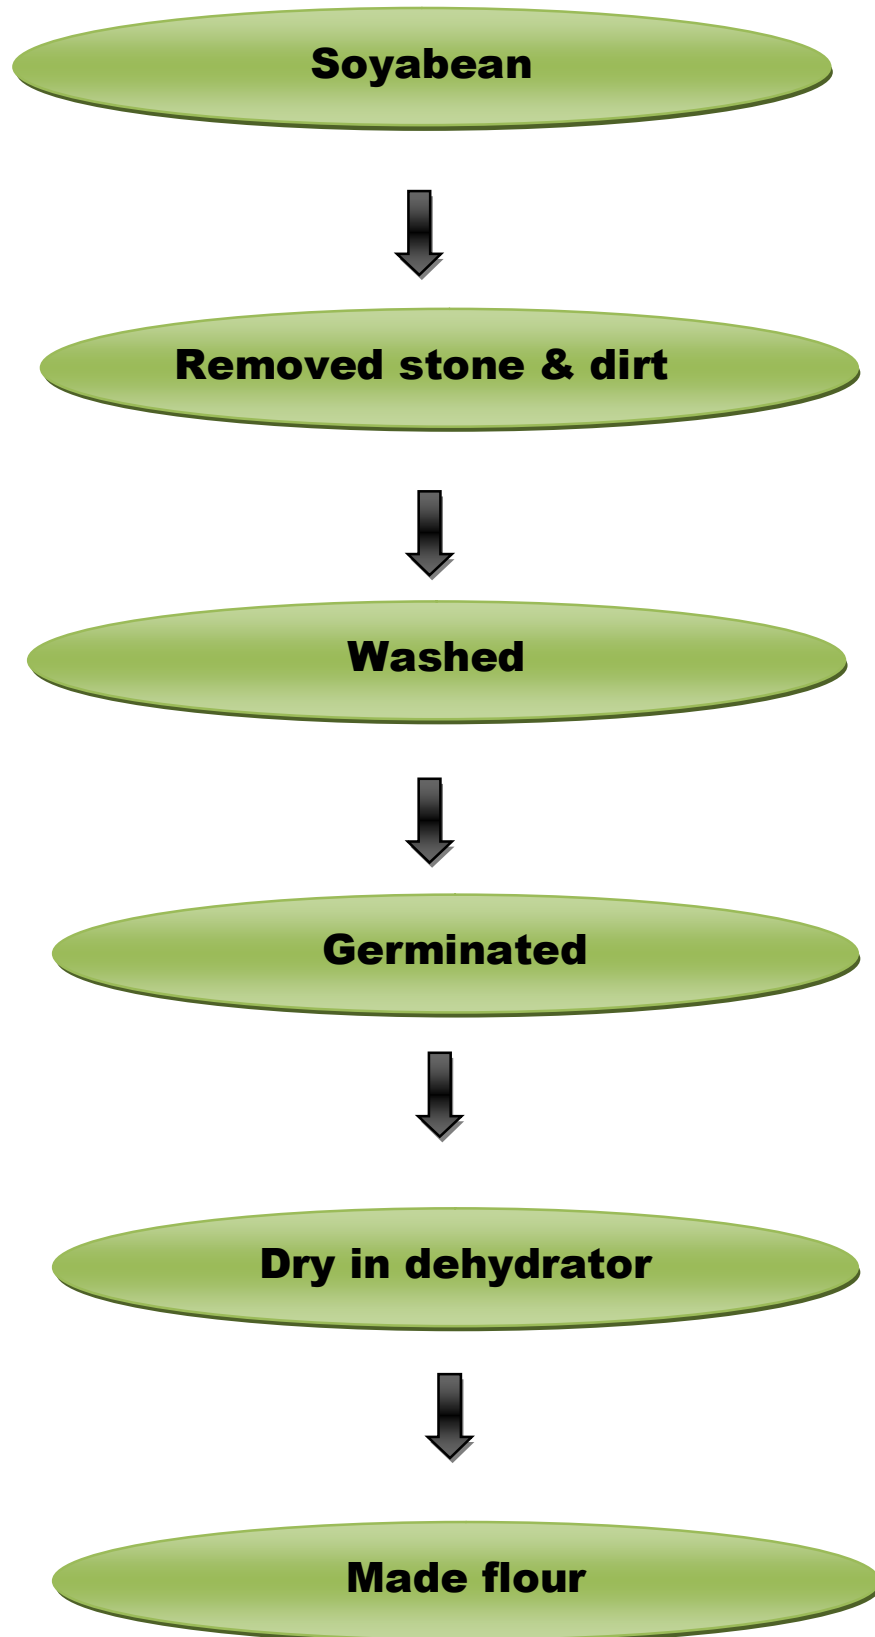 Soyabean
Removed stone & dirt
Washed
Germinated
Dry in dehydrator
Made flour